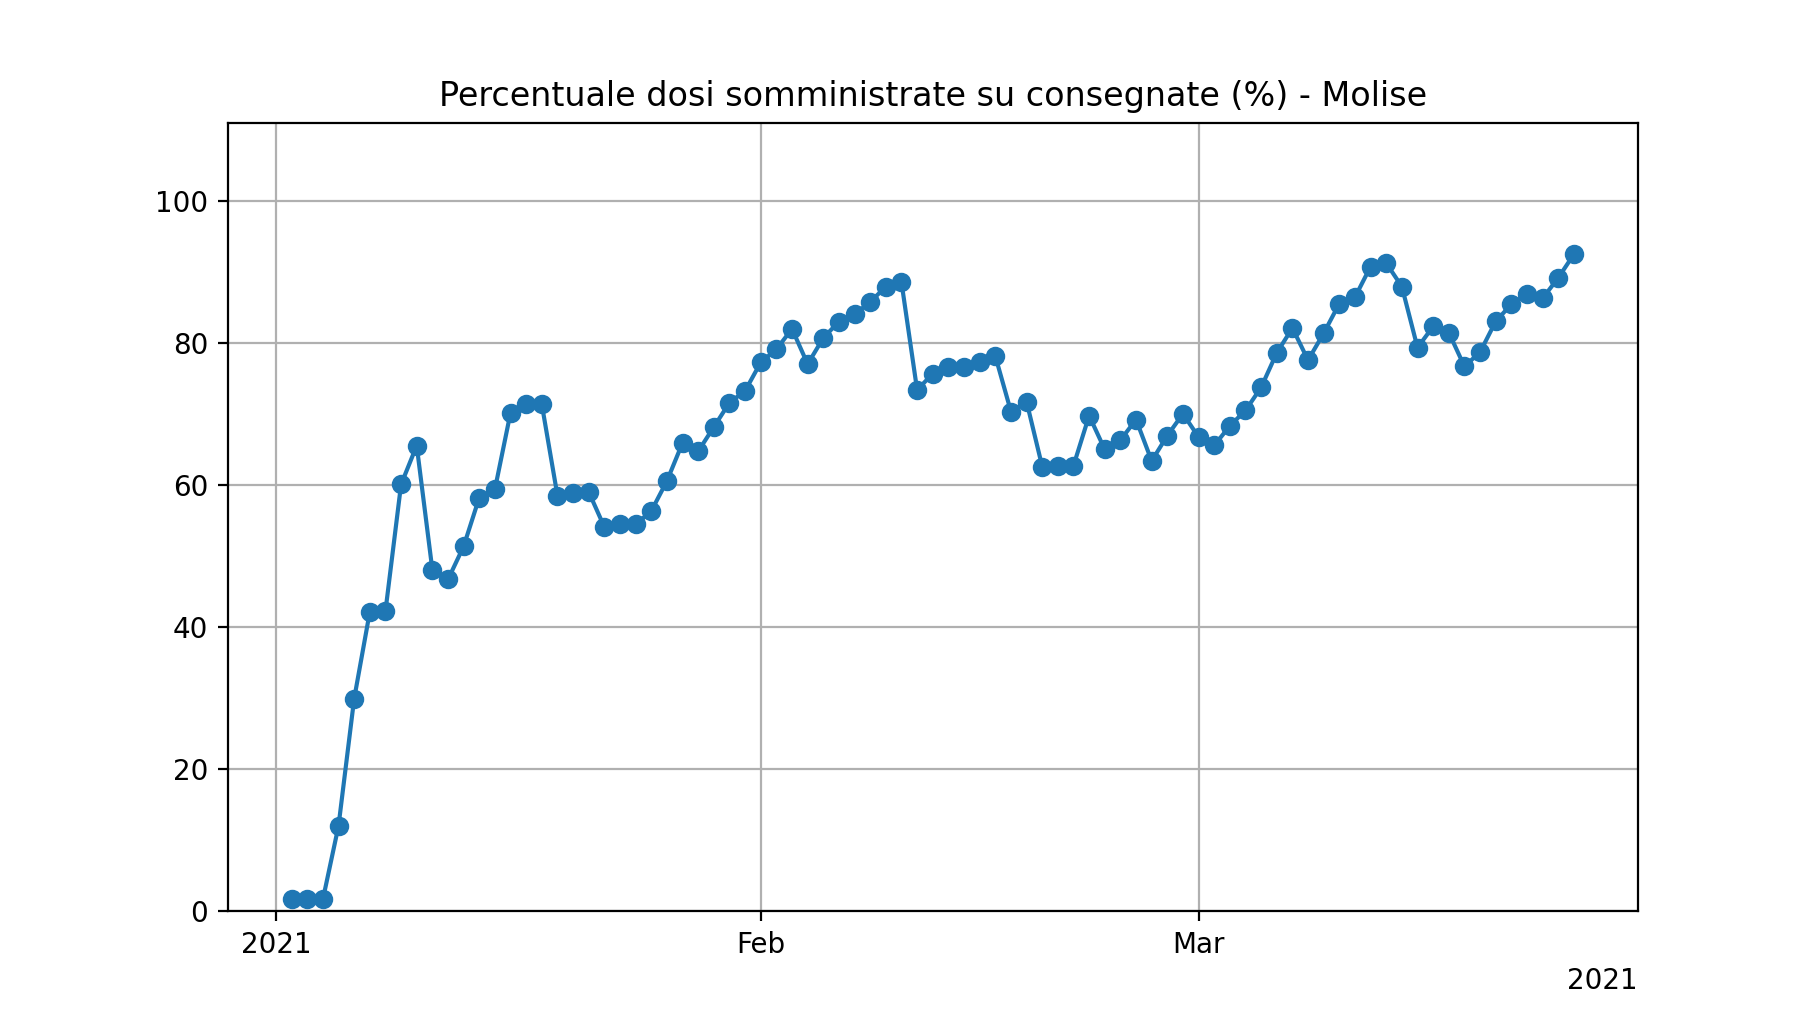 Percentuale dosi somministrate su consegnate (%) - Molise
100
80
60
40
20
0
2021
Feb
Mar
2021